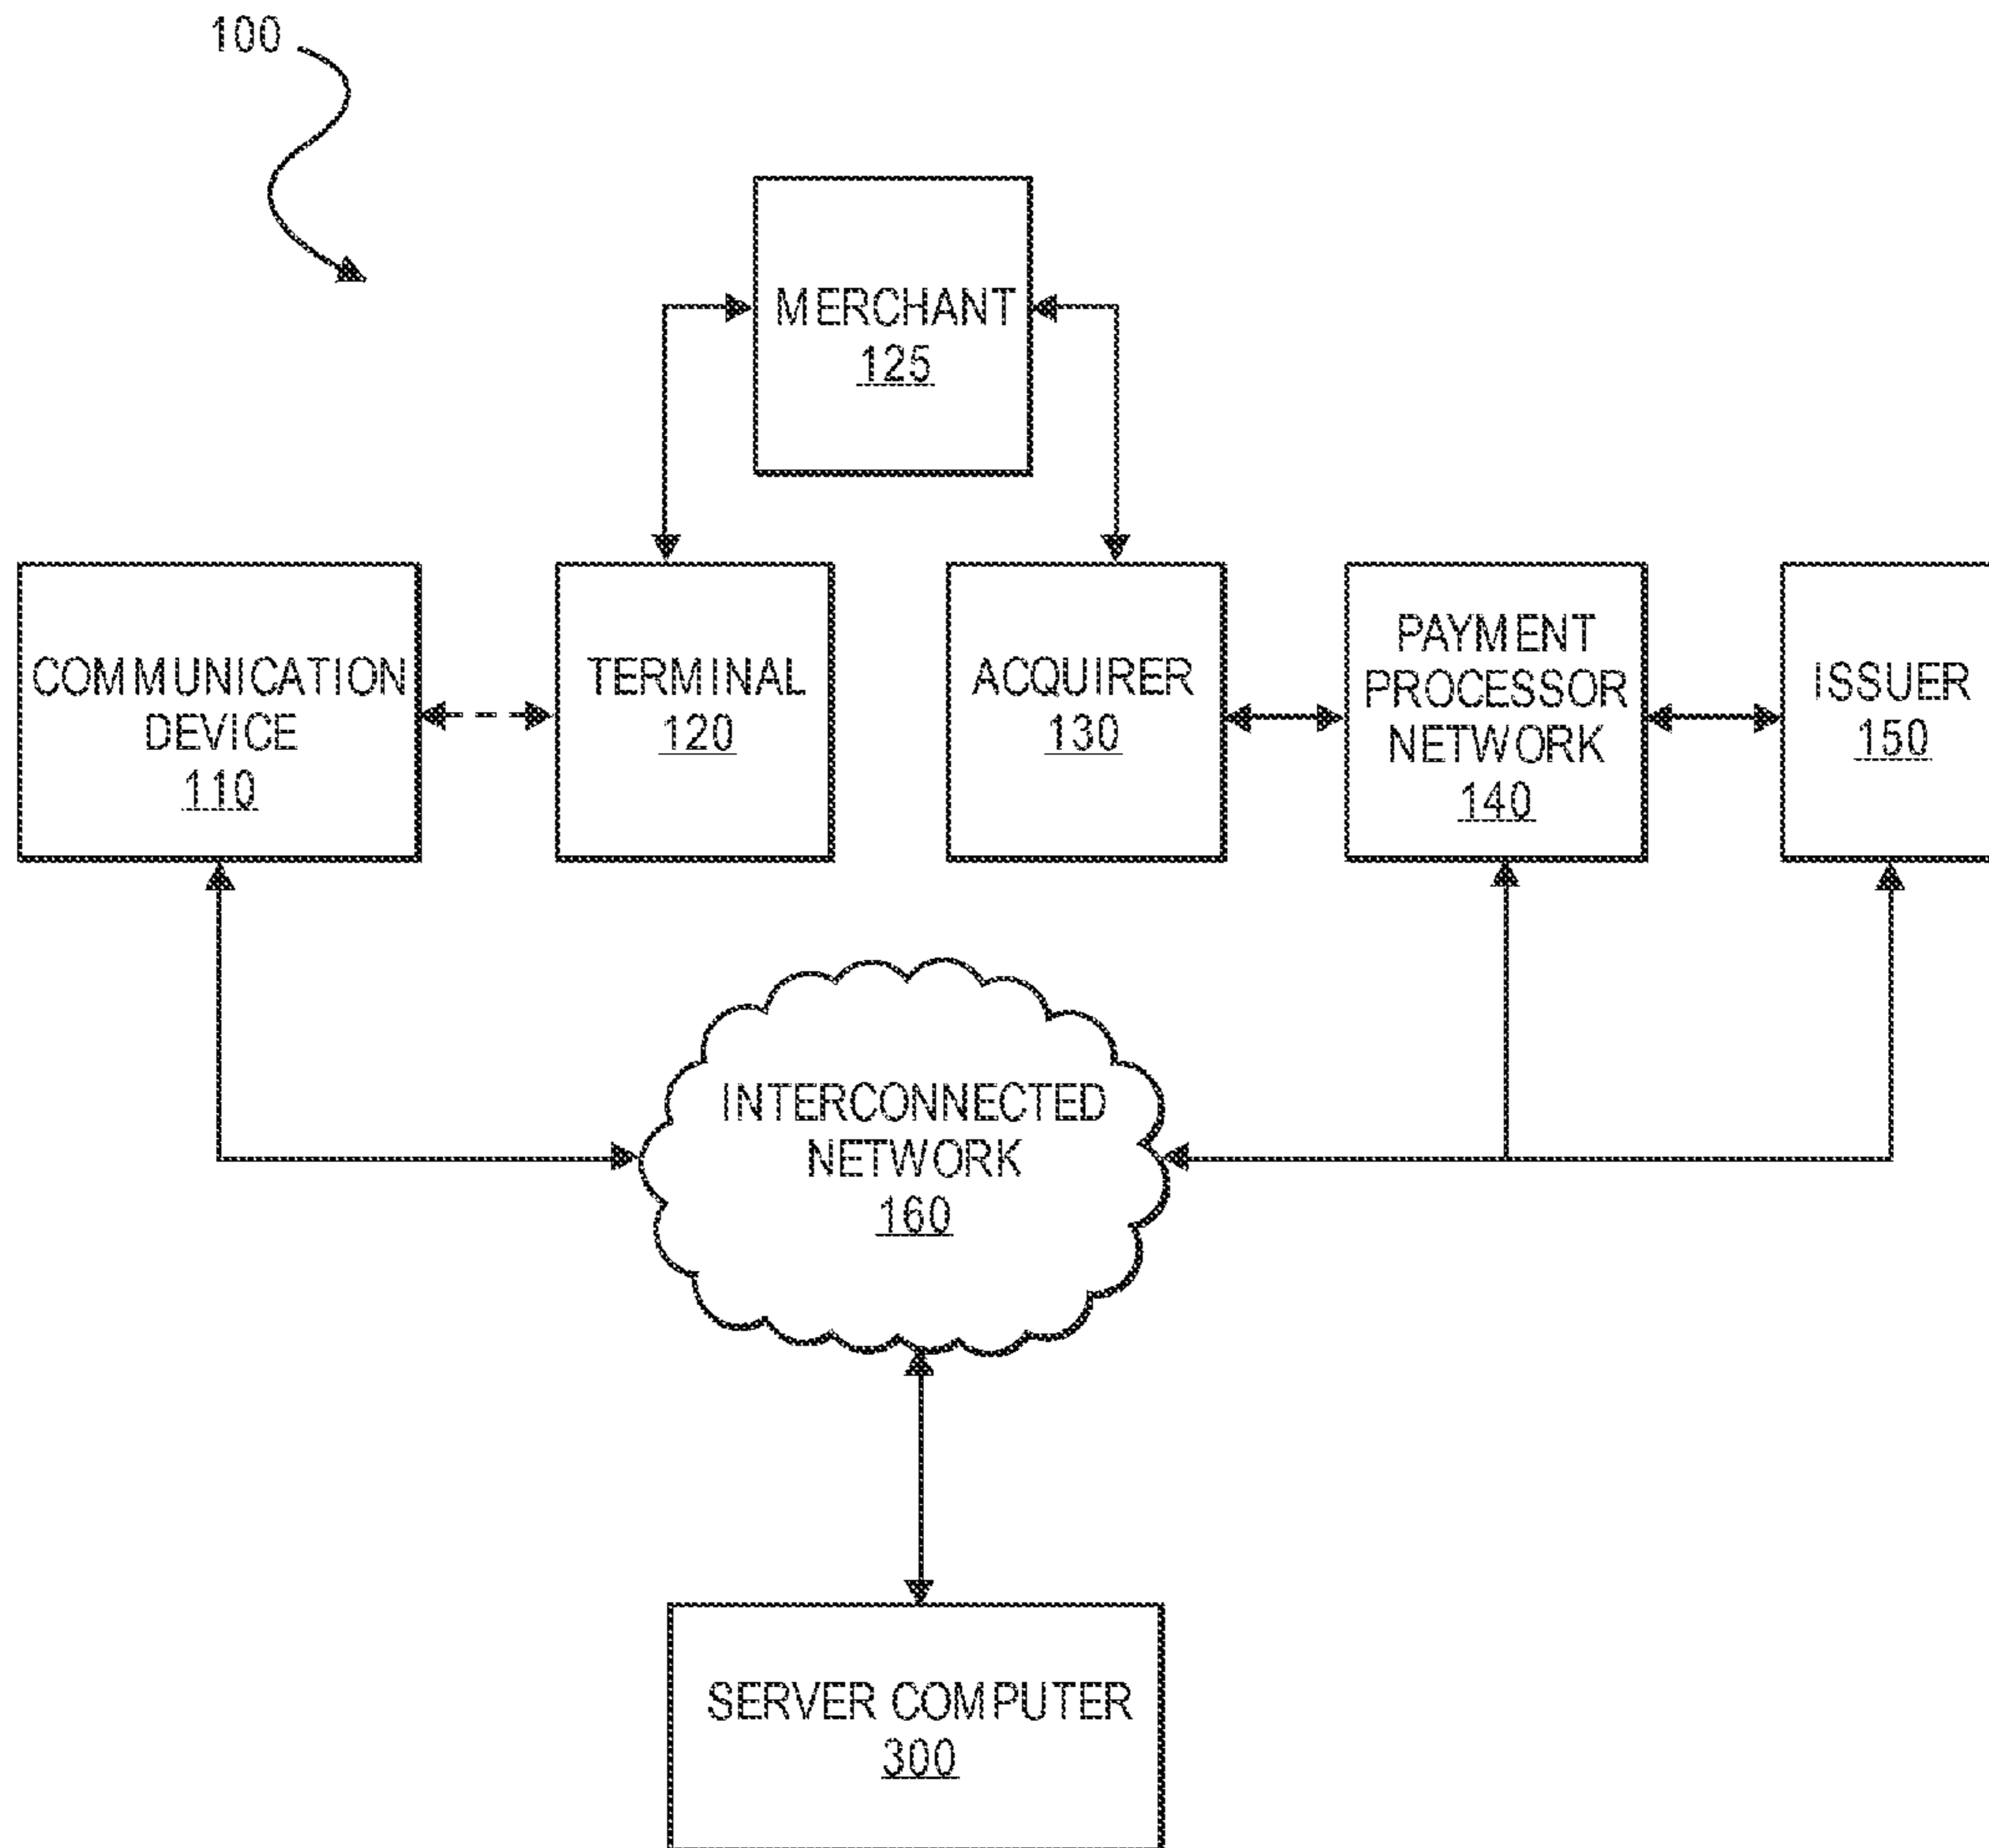 100
MERCHANT
125
COMMUNICATION
DEVICE
110
TERMINAL
120
ACQUIRER
130
PAYMENT
PROCESSOR
NETWORK
140
ISSUER
150
INTERCONNECTED
NETWORK
160
SERVER COMPUTER
300